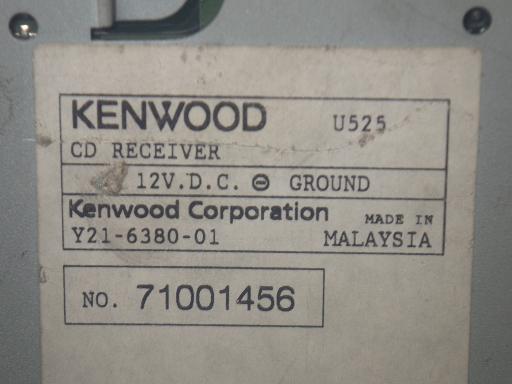 KENWOOD U525
CD RECEIVER
12V.D.C. ⊖ GROUND
Kenwood Corporation MADE IN
Y21-6380-01 MALAYSIA
NO. 71001456